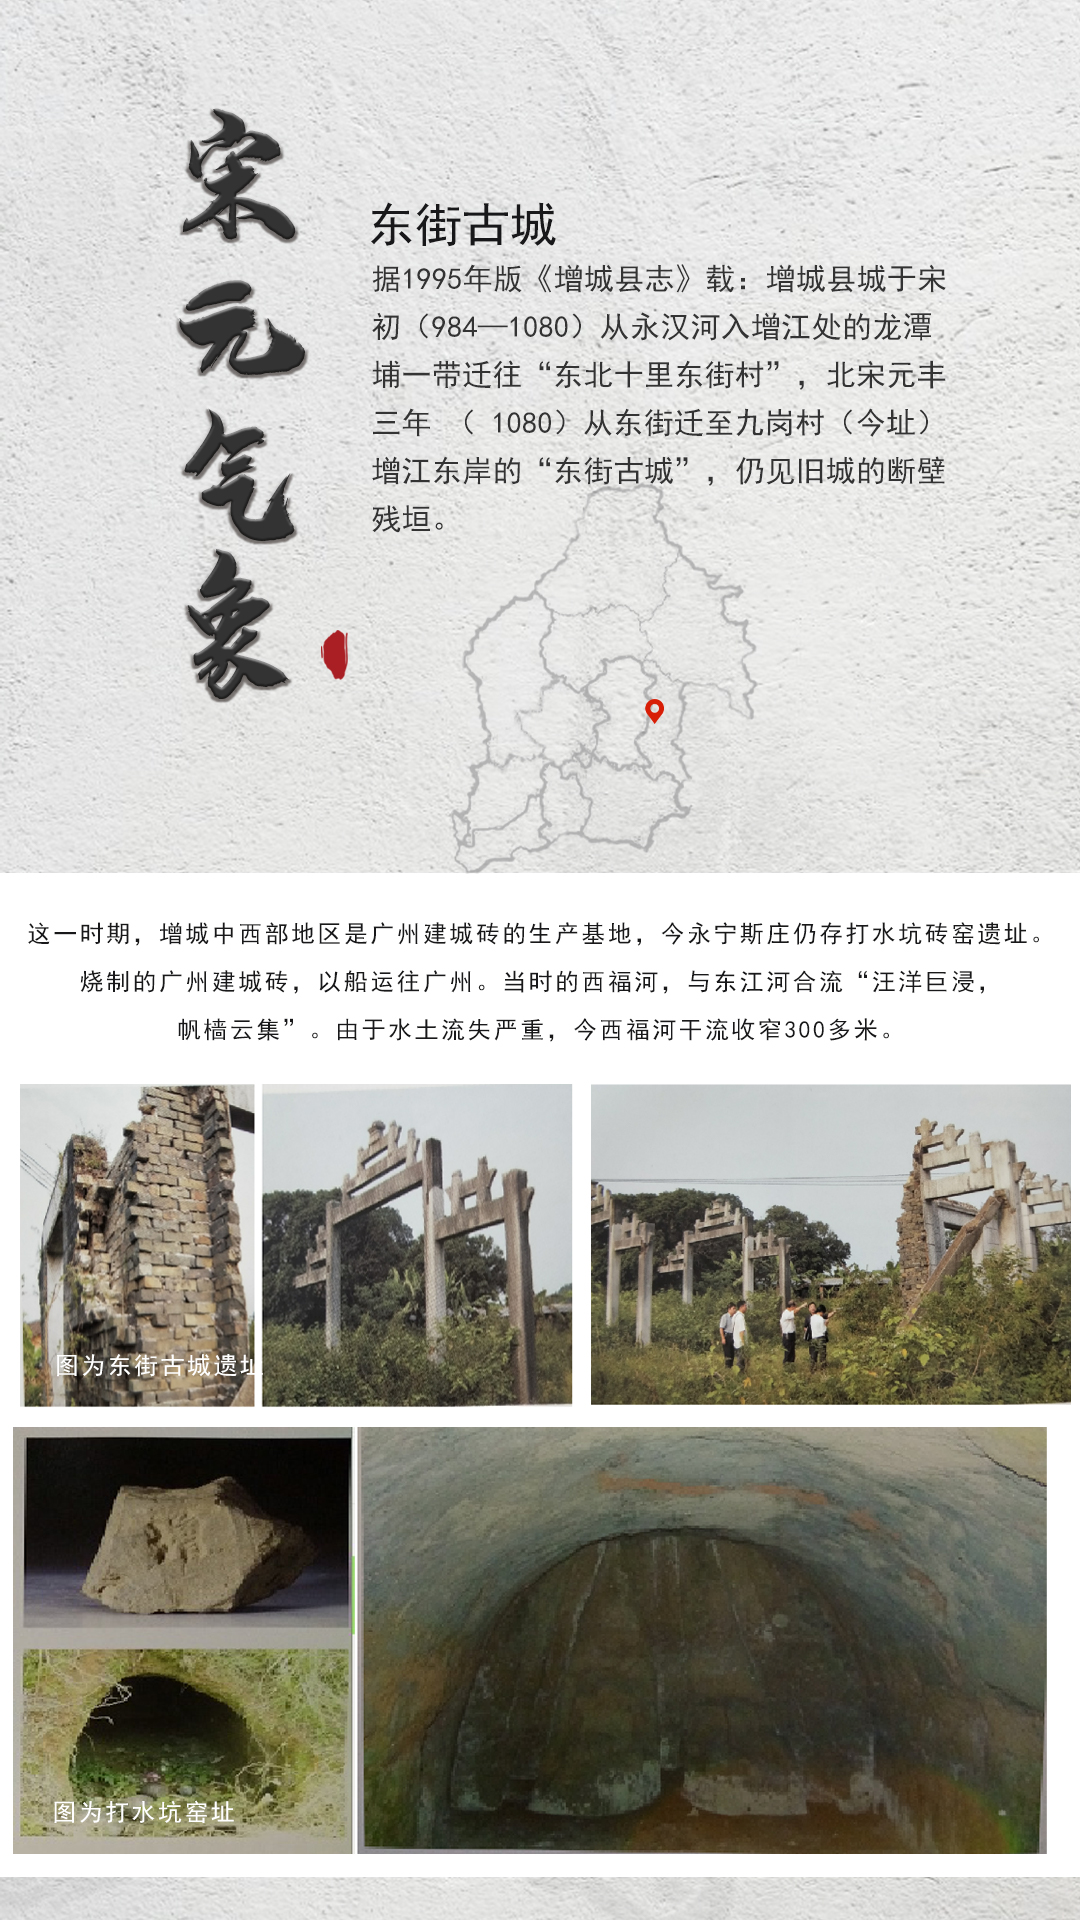 宋元气象
东街古城
据1995年版《增城县志》载：增城县城于宋
初（984—1080）从永汉河入增江处的龙潭
埔一带迁往“东北十里东街村”，北宋元丰
三年 （ 1080）从东街迁至九岗村（今址）
增江东岸的“东街古城”，仍见旧城的断壁
残垣。
这一时期，增城中西部地区是广州建城砖的生产基地，今永宁斯庄仍存打水坑砖窑遗址。
烧制的广州建城砖，以船运往广州。当时的西福河，与东江河合流“汪洋巨浸，
帆樯云集”。由于水土流失严重，今西福河干流收窄300多米。
图为东街古城遗址
图为打水坑窑址